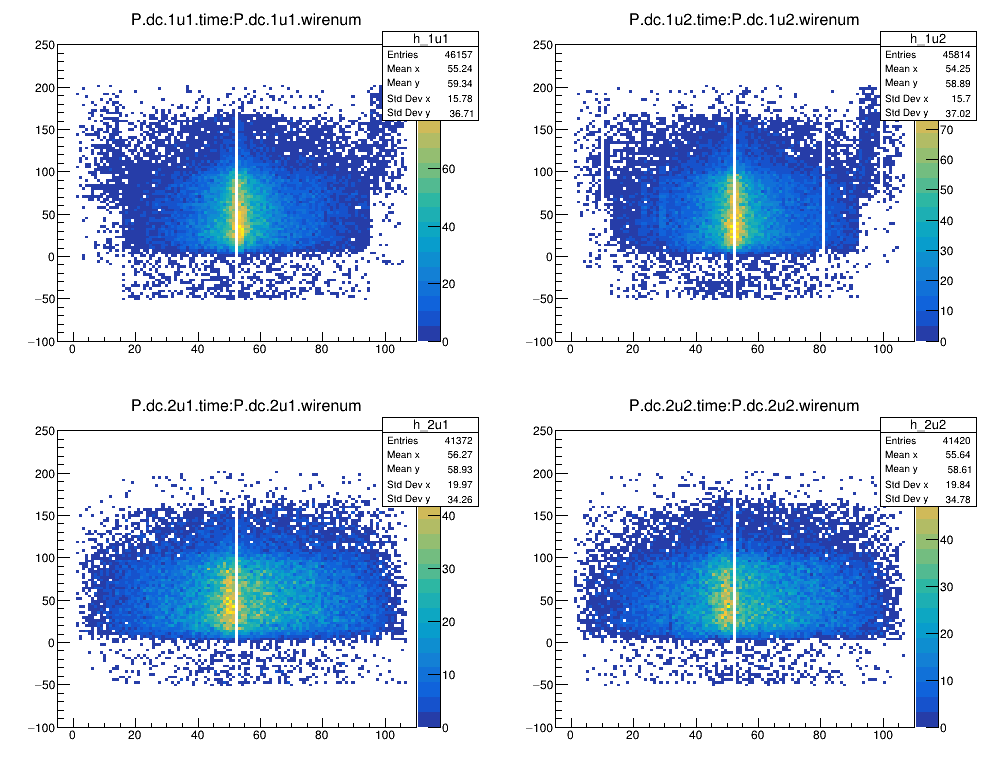 P.dc.1u1.time:P.dc.1u1.wirenum
h_1u1
Entries 46157
Mean x 55.24
Mean y 59.34
Std Dev x 15.78
Std Dev y 36.71
250
200
150
100
50
0
−50
−100
0 20 40 60 80 100
60
40
20
0
P.dc.1u2.time:P.dc.1u2.wirenum
h_1u2
Entries 45814
Mean x 54.25
Mean y 58.89
Std Dev x 15.7
Std Dev y 37.02
250
200
150
100
50
0
−50
−100
0 20 40 60 80 100
70
60
50
40
30
20
10
0
P.dc.2u1.time:P.dc.2u1.wirenum
h_2u1
Entries 41372
Mean x 56.27
Mean y 58.93
Std Dev x 19.97
Std Dev y 34.26
250
200
150
100
50
0
−50
−100
0 20 40 60 80 100
40
30
20
10
0
P.dc.2u2.time:P.dc.2u2.wirenum
h_2u2
Entries 41420
Mean x 55.64
Mean y 58.61
Std Dev x 19.84
Std Dev y 34.78
250
200
150
100
50
0
−50
−100
0 20 40 60 80 100
40
30
20
10
0